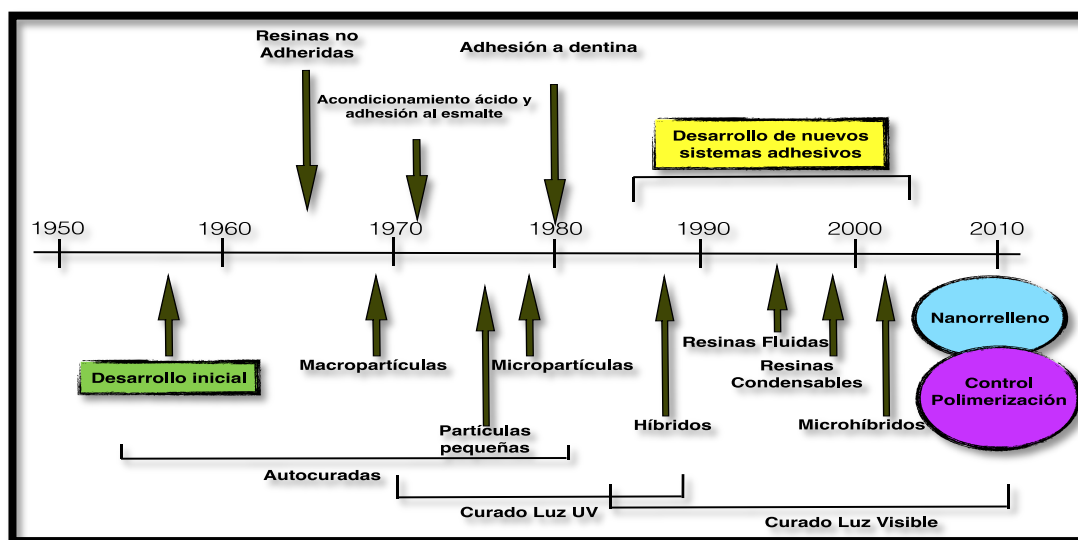 Resinas no
Adheridas
Adhesión a dentina
Acondicionamiento ácido y
adhesión al esmalte
Desarrollo de nuevos
sistemas adhesivos
1950
1960
1970
1980
1990
2000
2010
Desarrollo inicial
Macropartículas
Partículas
pequeñas
Micropartículas
Híbridos
Resinas Fluidas
Resinas
Condensables
Microhíbridos
Nanorrelleno
Control
Polimerización
Autocuradas
Curado Luz UV
Curado Luz Visible